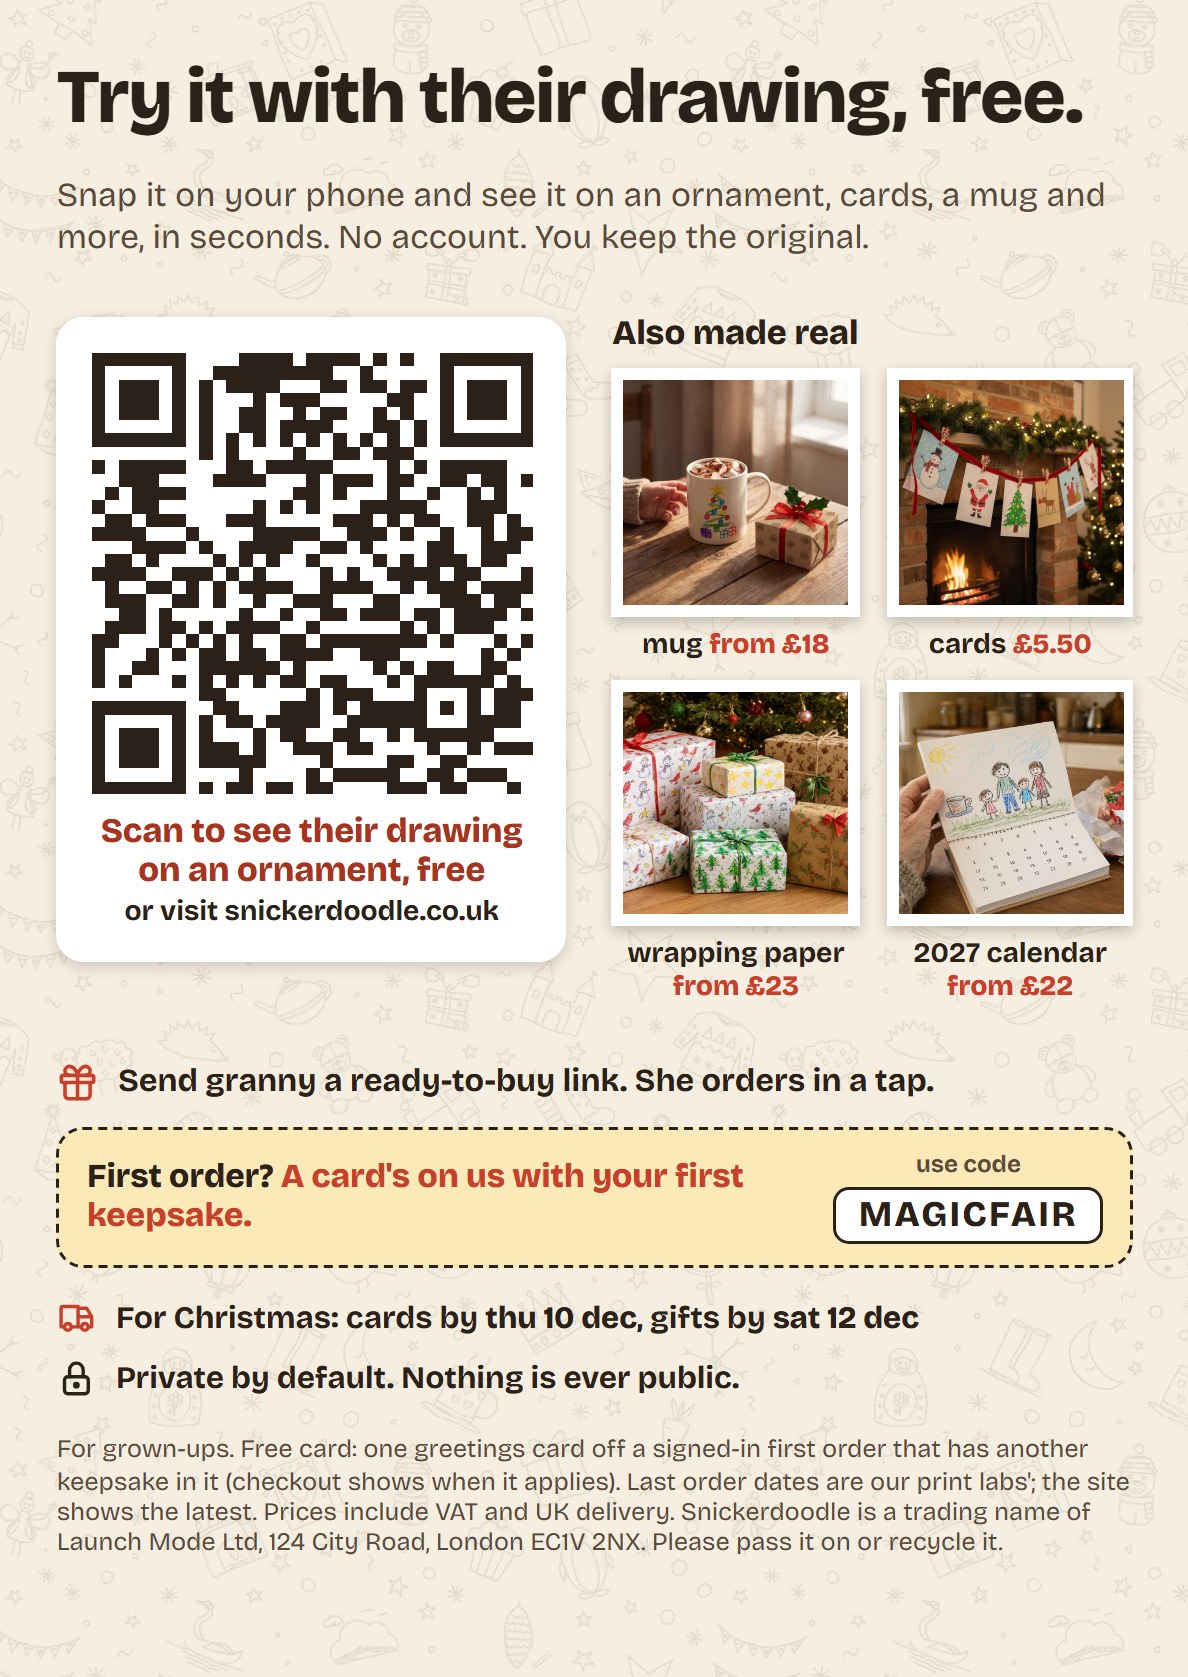 Try it with their drawing, free.
Snap it on your phone and see it on an ornament, cards, a mug and
more, in seconds. No account. You keep the original.
Scan to see their drawing
on an ornament, free
or visit snickerdoodle.co.uk
Also made real
mug from £18
cards £5.50
wrapping paper
from £23
2027 calendar
from £22
Send granny a ready-to-buy link. She orders in a tap.
First order? A card's on us with your first
keepsake.
use code
MAGICFAIR
For Christmas: cards by thu 10 dec, gifts by sat 12 dec
Private by default. Nothing is ever public.
For grown-ups. Free card: one greetings card off a signed-in first order that has another
keepsake in it (checkout shows when it applies). Last order dates are our print labs'; the site
shows the latest. Prices include VAT and UK delivery. Snickerdoodle is a trading name of
Launch Mode Ltd, 124 City Road, London EC1V 2NX. Please pass it on or recycle it.